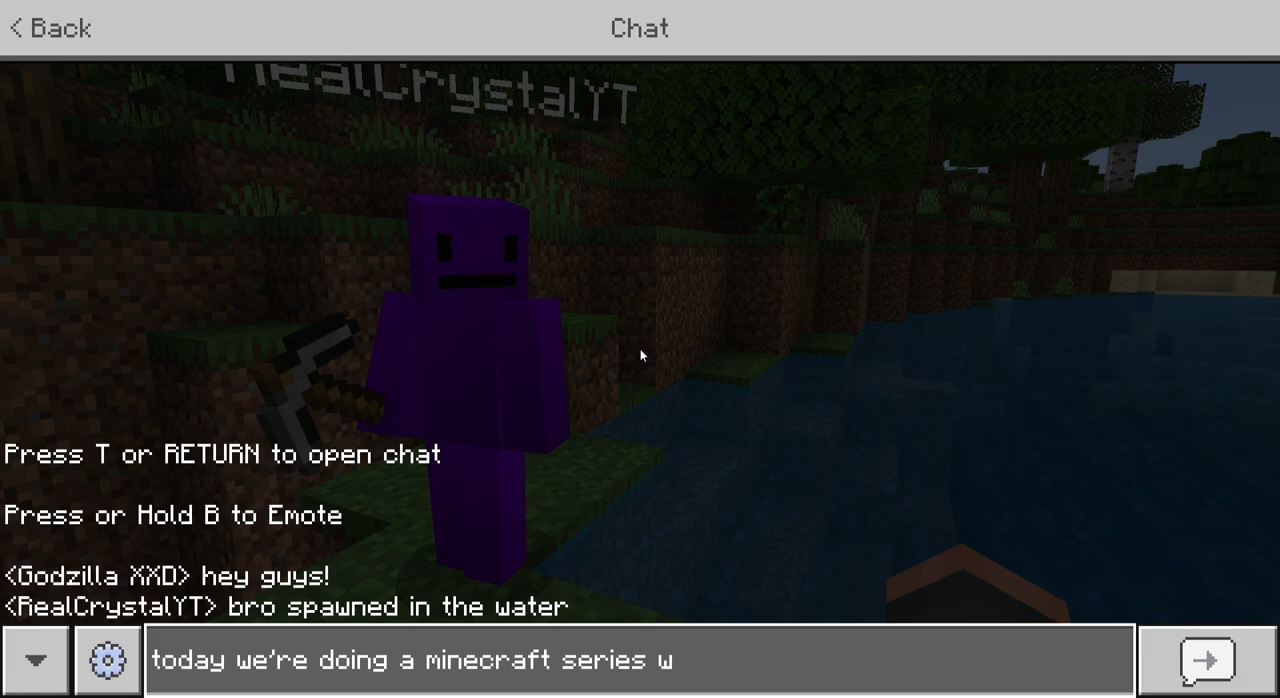 < Back
Chat
RealCrystalYT
Press T or RETURN to open chat
Press or Hold B to Emote
<Godzilla XXD> hey guys!
<RealCrystalYT> bro spawned in the water
today we're doing a minecraft series w